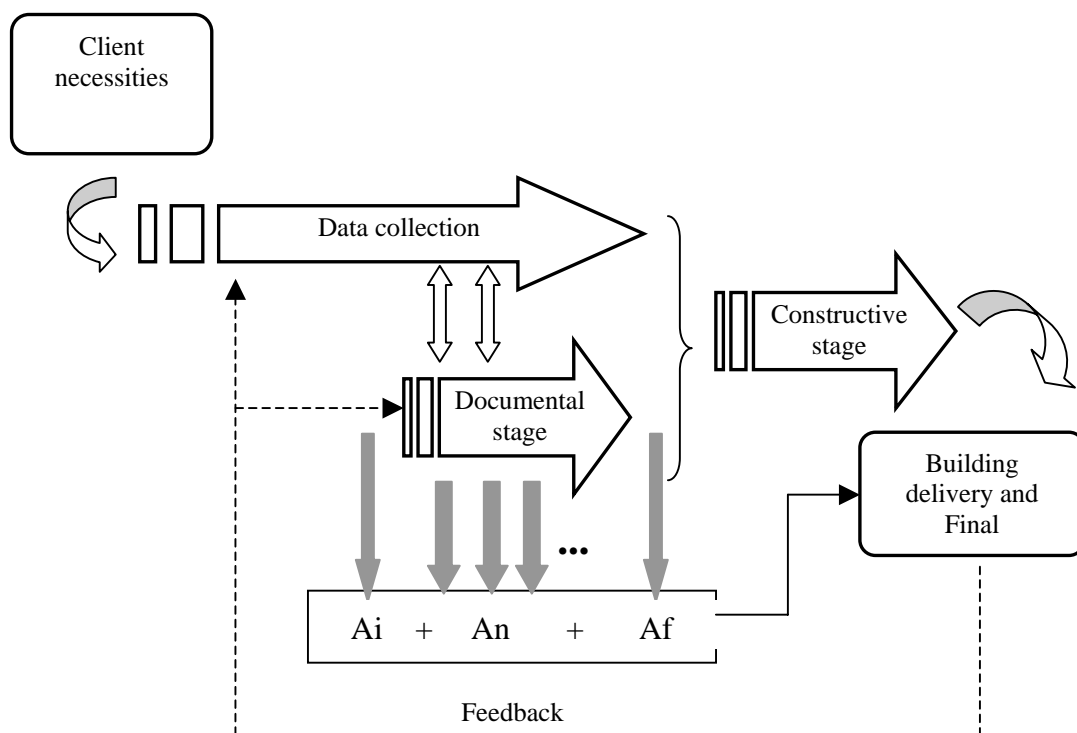 Client
necessities
Data collection
Constructive
stage
Documental
stage
Building
delivery and
Final
...
Ai + An + Af
Feedback